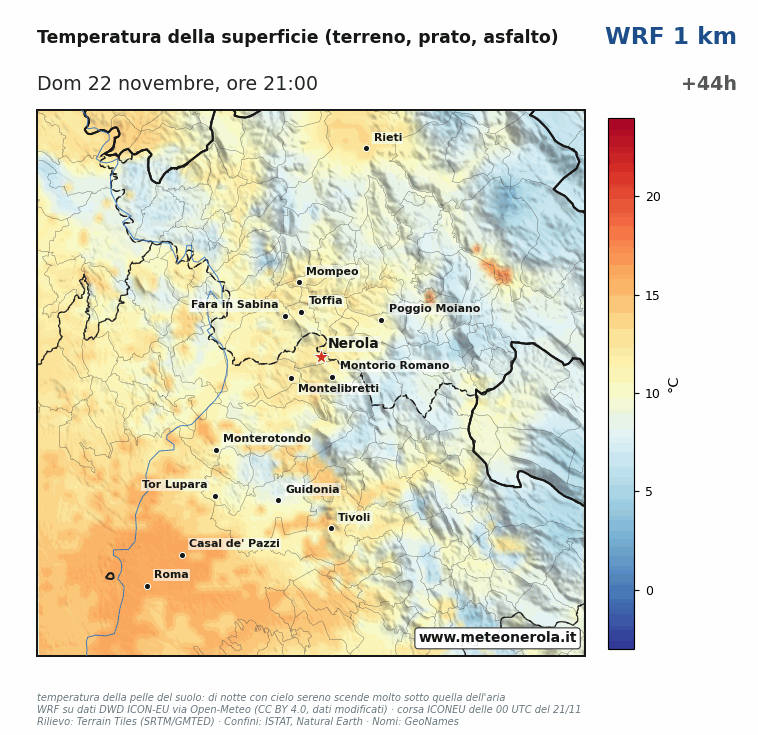 Temperatura della superficie (terreno, prato, asfalto)
WRF 1 km
Dom 22 novembre, ore 21:00
+44h
Rieti
Mompeo
Fara in Sabina
Toffia
Poggio Moiano
Nerola
Montorio Romano
Montelibretti
Monterotondo
Tor Lupara
Guidonia
Tivoli
Casal de' Pazzi
Roma
www.meteonerola.it
20
15
10
5
0
°C
temperatura della pelle del suolo: di notte con cielo sereno scende molto sotto quella dell'aria
WRF su dati DWD ICON-EU via Open-Meteo (CC BY 4.0, dati modificati) · corsa ICONEU delle 00 UTC del 21/11
Rilievo: Terrain Tiles (SRTM/GMTED) · Confini: ISTAT, Natural Earth · Nomi: GeoNames